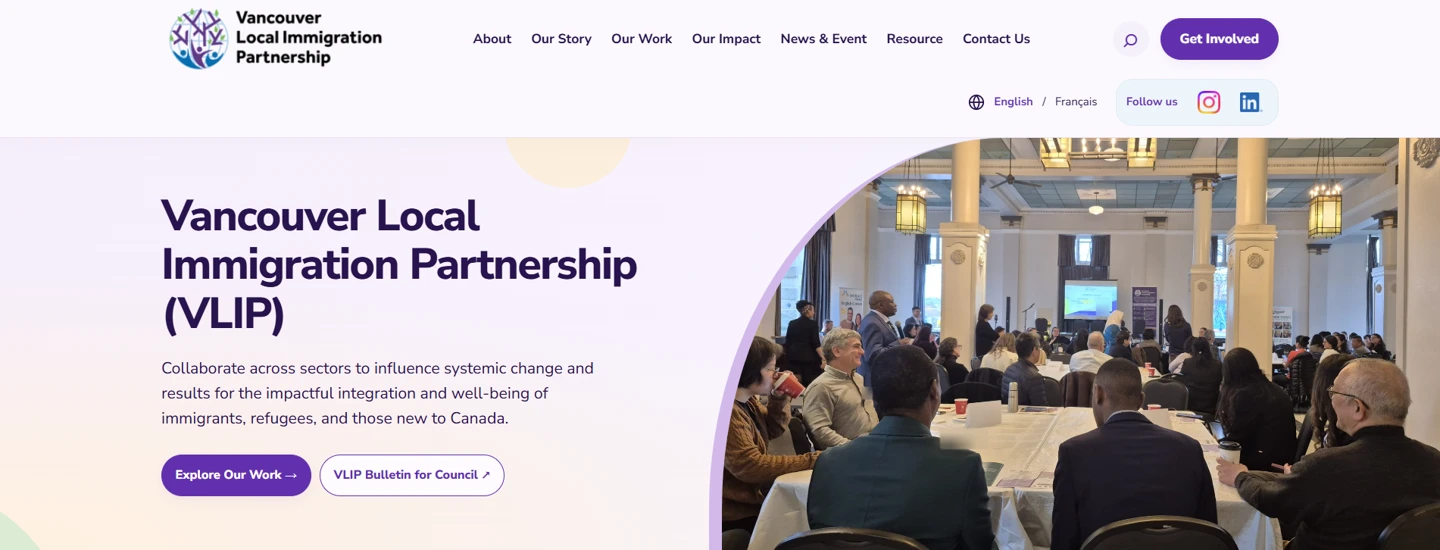 Vancouver
Local Immigration
Partnership
About
Our Story
Our Work
Our Impact
News & Event
Resource
Contact Us
Get Involved
English / Français
Follow us
Vancouver Local
Immigration Partnership
(VLIP)
Collaborate across sectors to influence systemic change and
results for the impactful integration and well-being of
immigrants, refugees, and those new to Canada.
Explore Our Work →
VLIP Bulletin for Council ↗